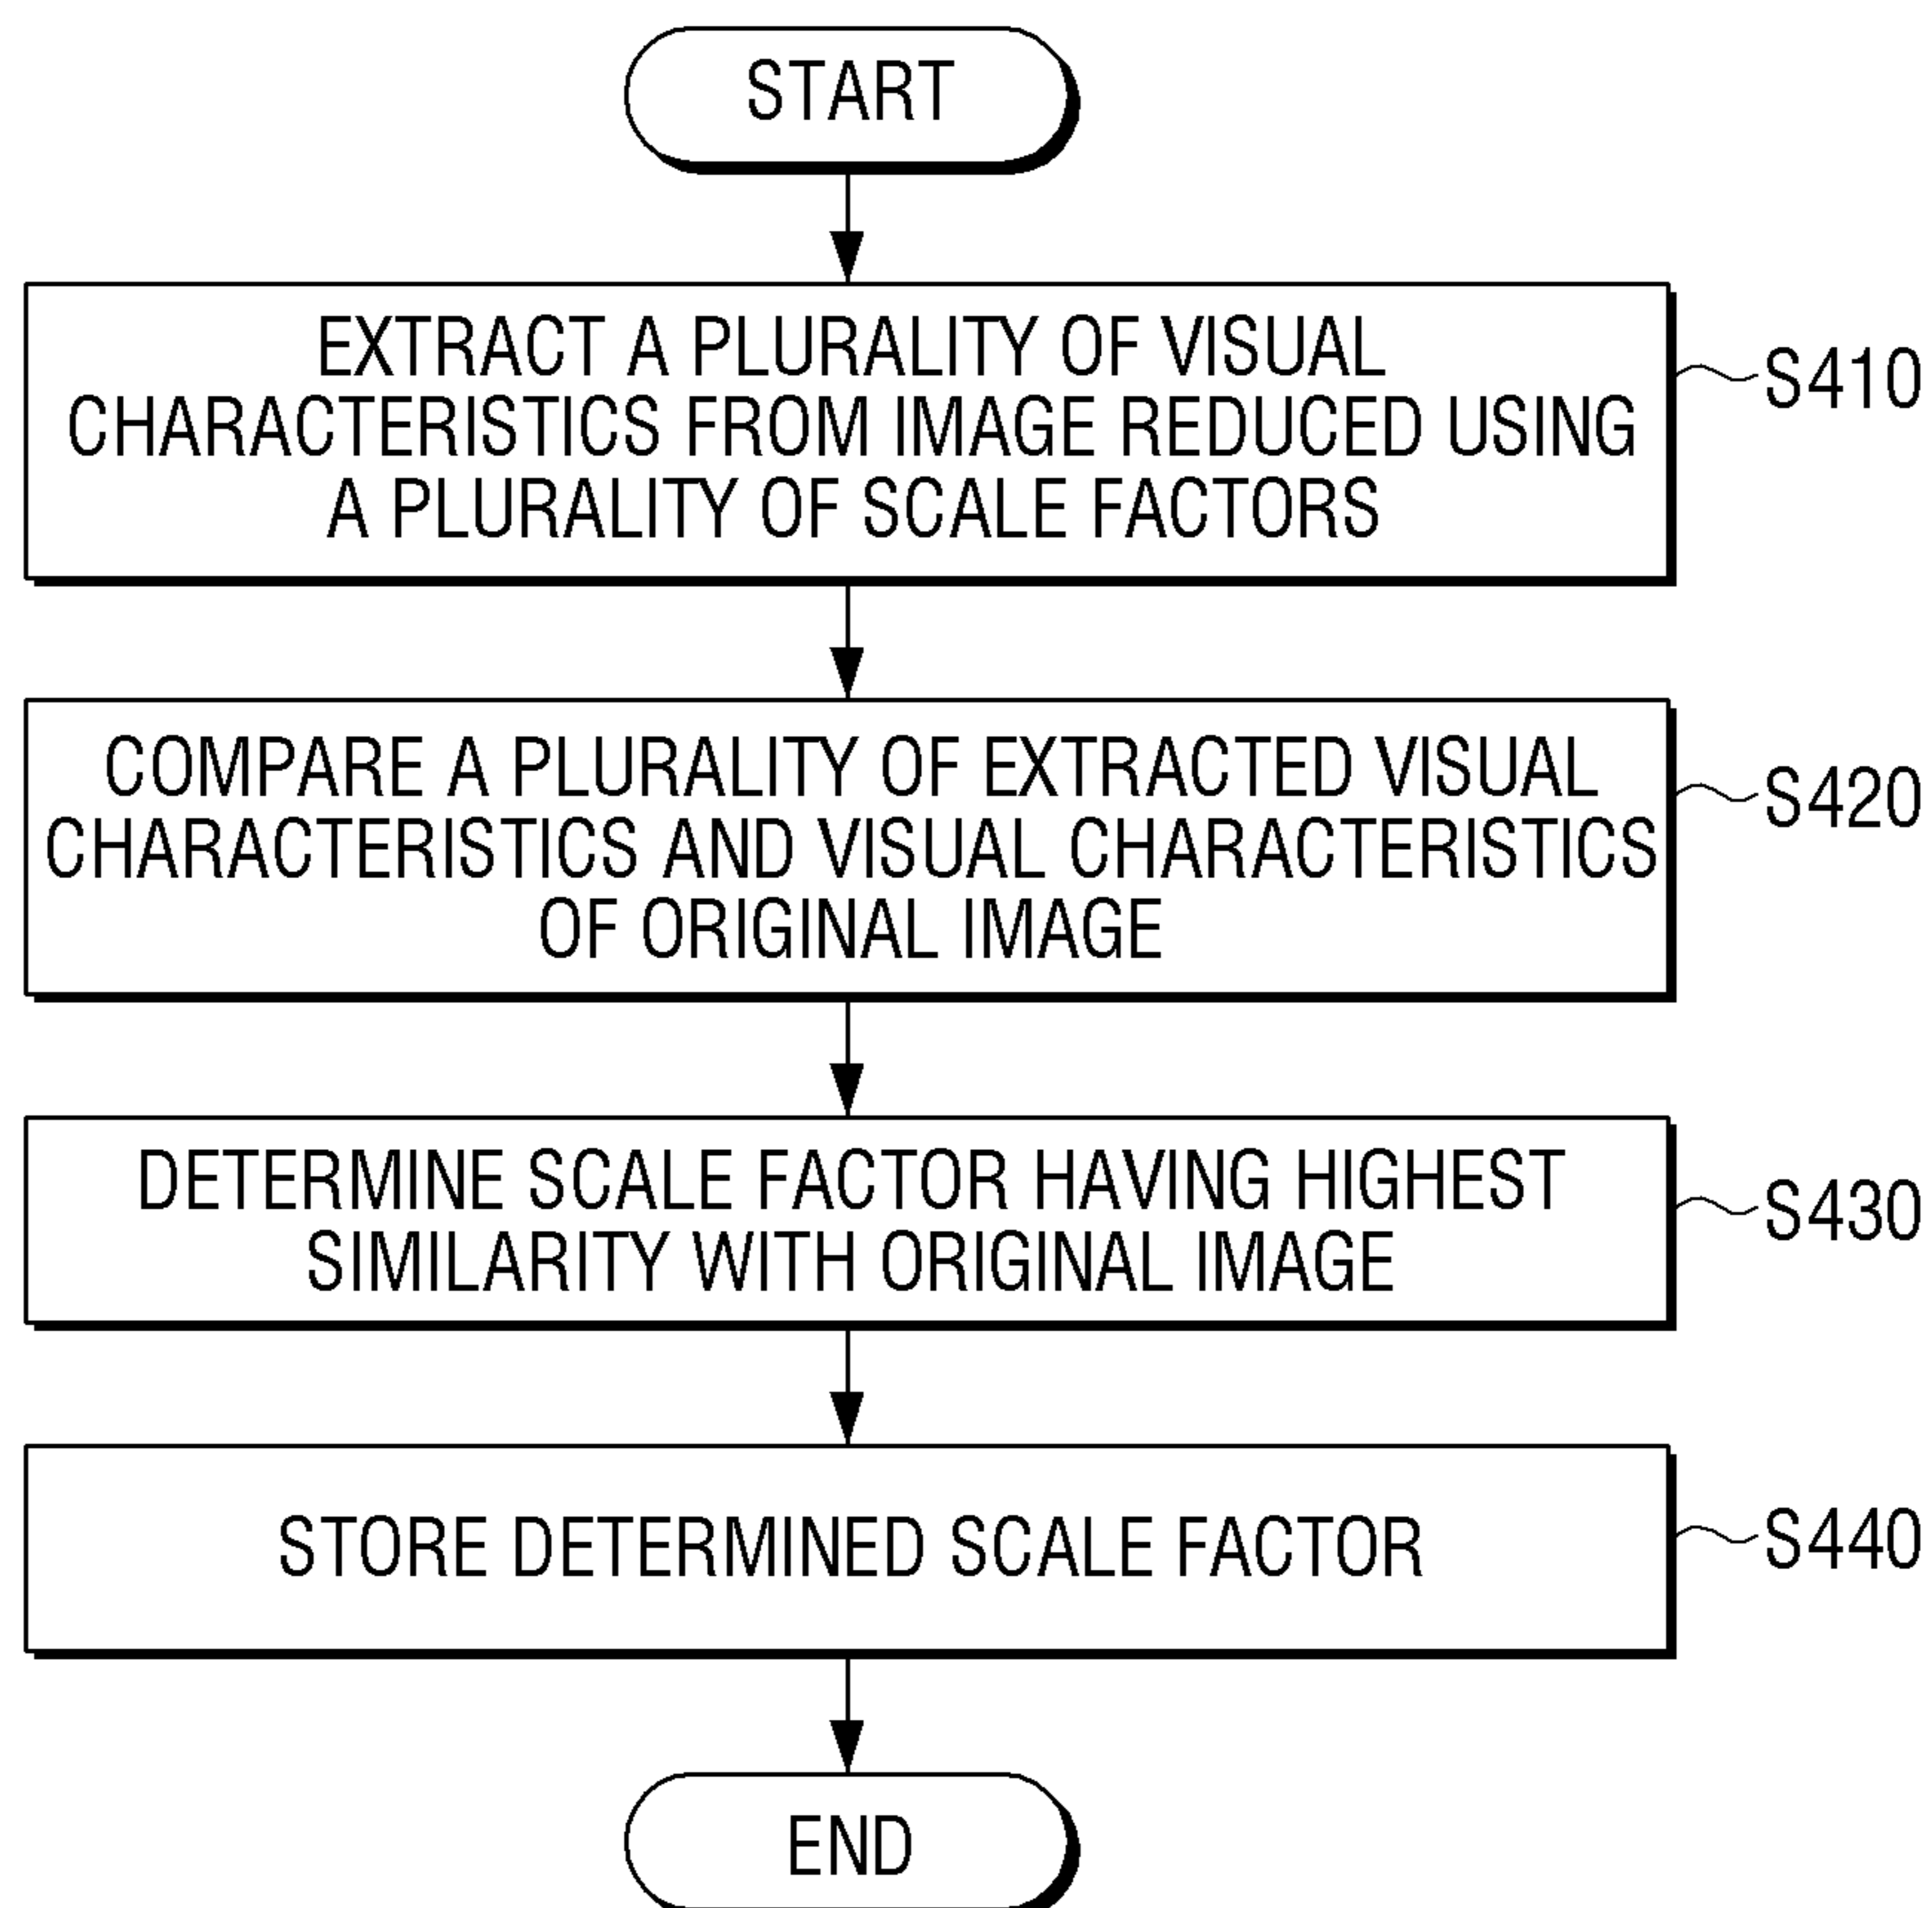 START
EXTRACT A PLURALITY OF VISUAL
CHARACTERISTICS FROM IMAGE REDUCED USING
A PLURALITY OF SCALE FACTORS
S410
COMPARE A PLURALITY OF EXTRACTED VISUAL
CHARACTERISTICS AND VISUAL CHARACTERISTICS
OF ORIGINAL IMAGE
S420
DETERMINE SCALE FACTOR HAVING HIGHEST
SIMILARITY WITH ORIGINAL IMAGE
S430
STORE DETERMINED SCALE FACTOR
S440
END